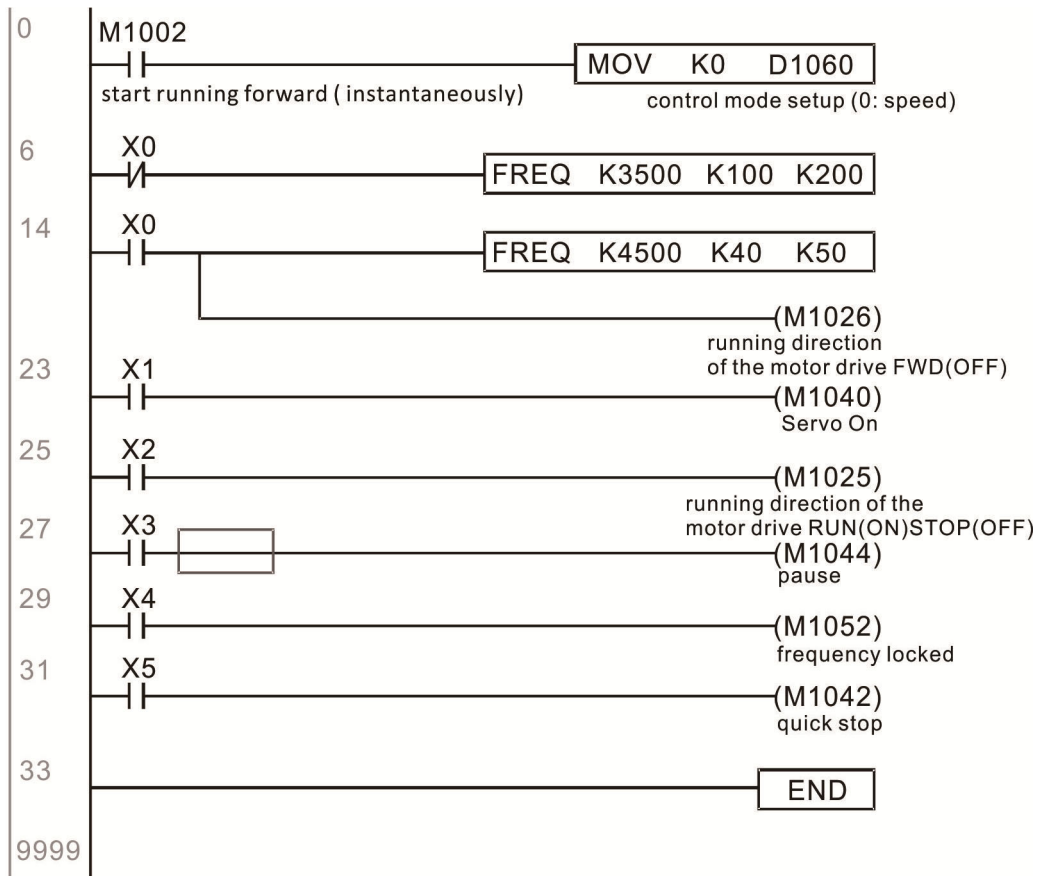 0
M1002
MOV K0 D1060
start running forward ( instantaneously)
control mode setup (0: speed)
6
X0
FREQ K3500 K100 K200
14
X0
FREQ K4500 K40 K50
(M1026)
running direction
of the motor drive FWD(OFF)
23
X1
(M1040)
Servo On
25
X2
(M1025)
running direction of the
motor drive RUN(ON)STOP(OFF)
27
X3
(M1044)
pause
29
X4
(M1052)
frequency locked
31
X5
(M1042)
quick stop
33
END
9999